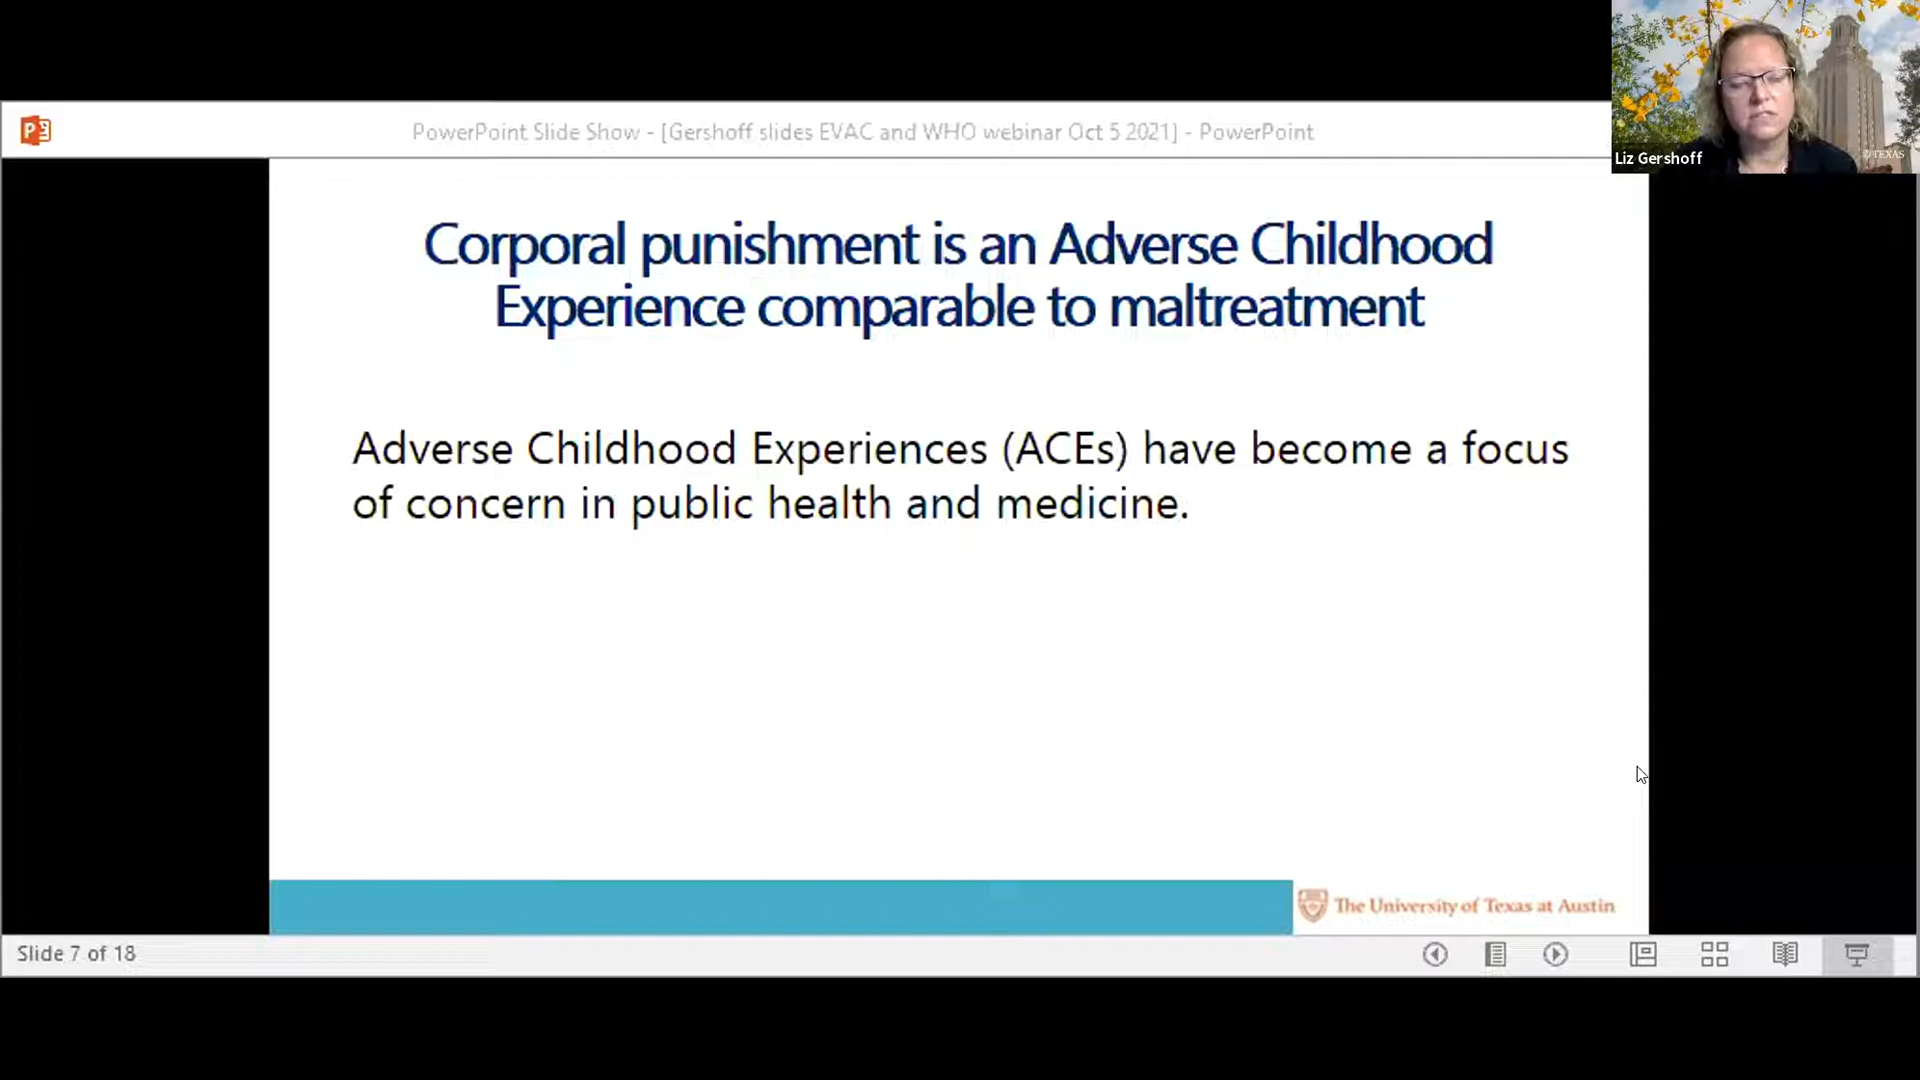 PowerPoint Slide Show - [Gershoff slides EVAC and WHO webinar Oct 5 2021] - PowerPoint
Liz Gershoff
TEXAS
Corporal punishment is an Adverse Childhood
Experience comparable to maltreatment
Adverse Childhood Experiences (ACEs) have become a focus
of concern in public health and medicine.
The University of Texas at Austin
Slide 7 of 18